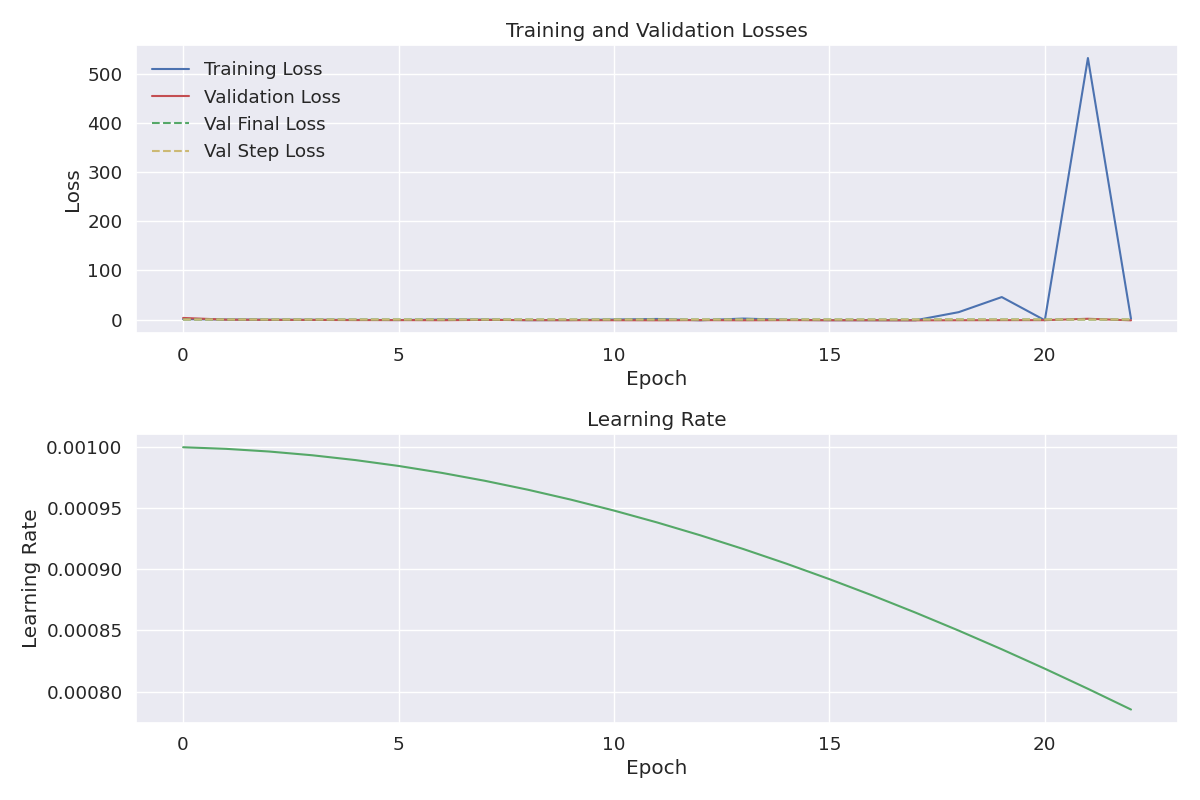 Training and Validation Losses
Training Loss
Validation Loss
Val Final Loss
Val Step Loss
Loss
500
400
300
200
100
0
0 5 10 15 20
Epoch
Learning Rate
Learning Rate
0.00100
0.00095
0.00090
0.00085
0.00080
0 5 10 15 20
Epoch